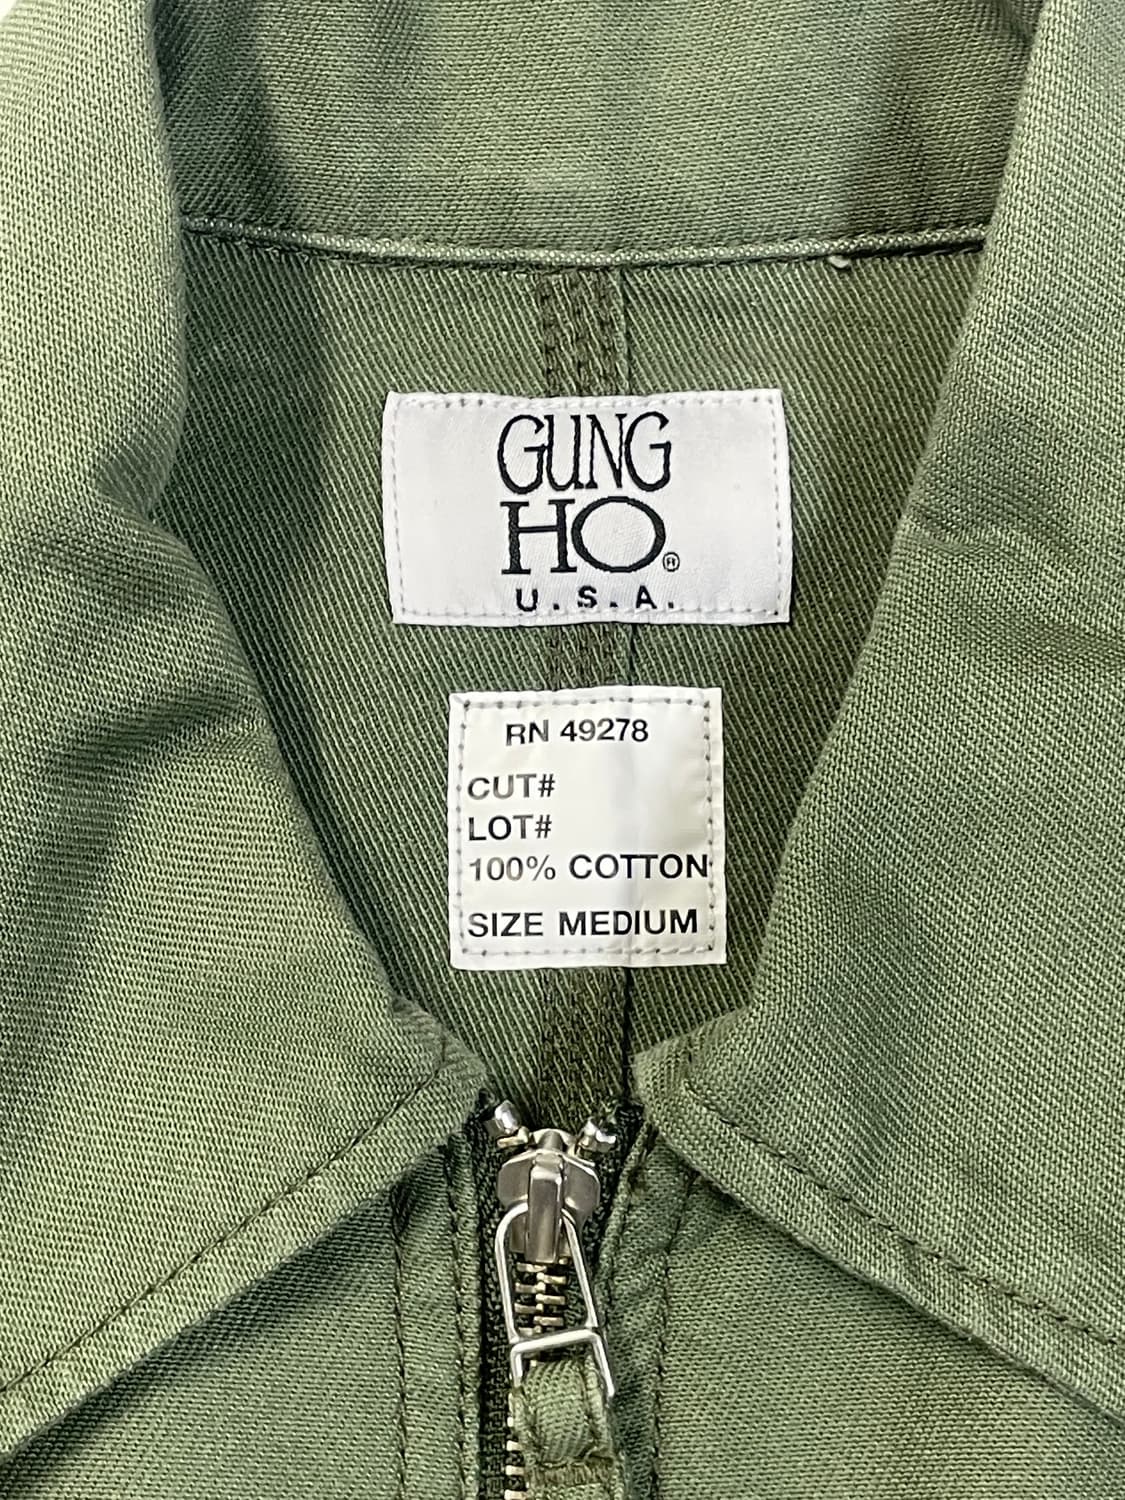 GUNG
HO®
U.S.A.
RN 49278
CUT#
LOT#
100% COTTON
SIZE MEDIUM